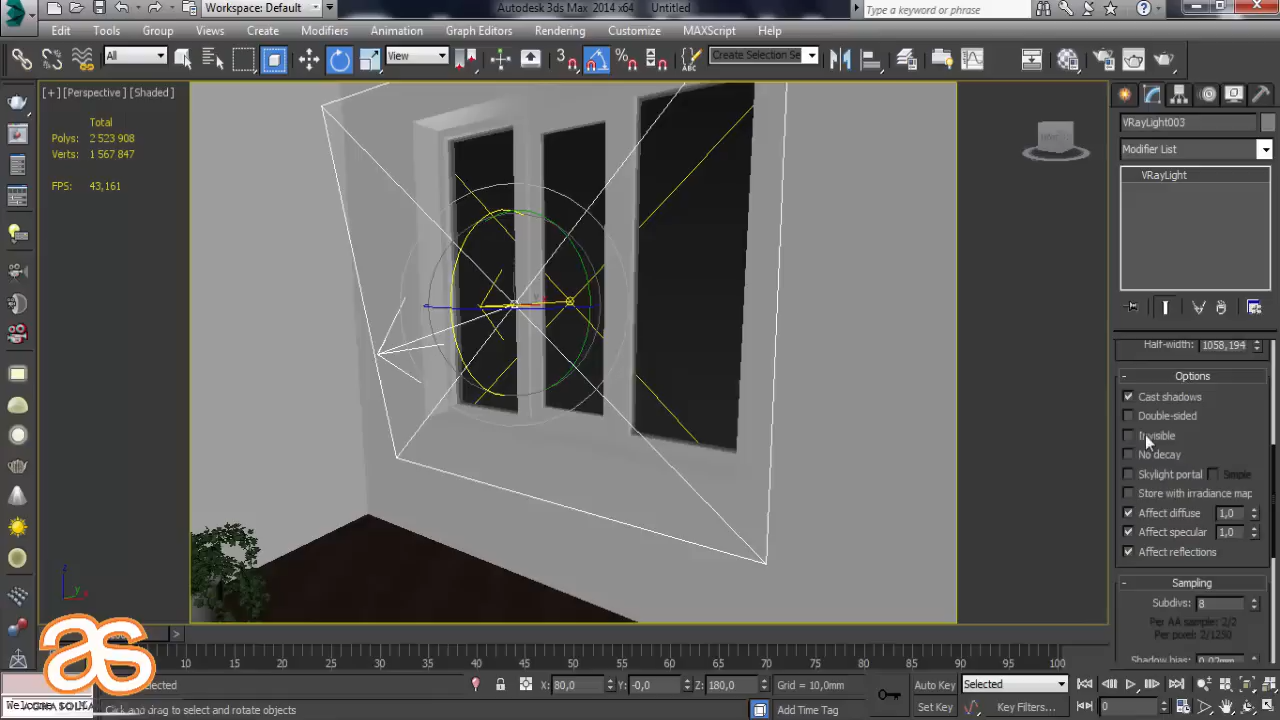 Workspace: Default
Autodesk 3ds Max 2014 x64
Untitled
Type a keyword or phrase
Edit Tools Group Views Create Modifiers Animation Graph Editors Rendering Customize MAXScript Help
All
View
3
Create Selection Se
[+] [Perspective] [Shaded]
Total
Polys: 2 523 908
Verts: 1 567 847
FPS: 43,161
VRayLight003
Modifier List
VRayLight
Half-width: 1058,194
Options
Cast shadows
Double-sided
Invisible
No decay
Skylight portal Simple
Store with irradiance map
Affect diffuse 1,0
Affect specular 1,0
Affect reflections
Sampling
Subdivs: 8
Per AA sample: 2/2
Per pixel: 2/1250
Shadow bias: 0,02mm
z
y
x
as
10 15 20 25 30 35 40 45 50 55 60 65 70 75 80 85 90 95 100
X: 80,0 Y: -0,0 Z: 180,0 Grid = 10,0mm
Auto Key Selected
Welcome
Click and drag to select and rotate objects
Add Time Tag
Set Key Key Filters... 0